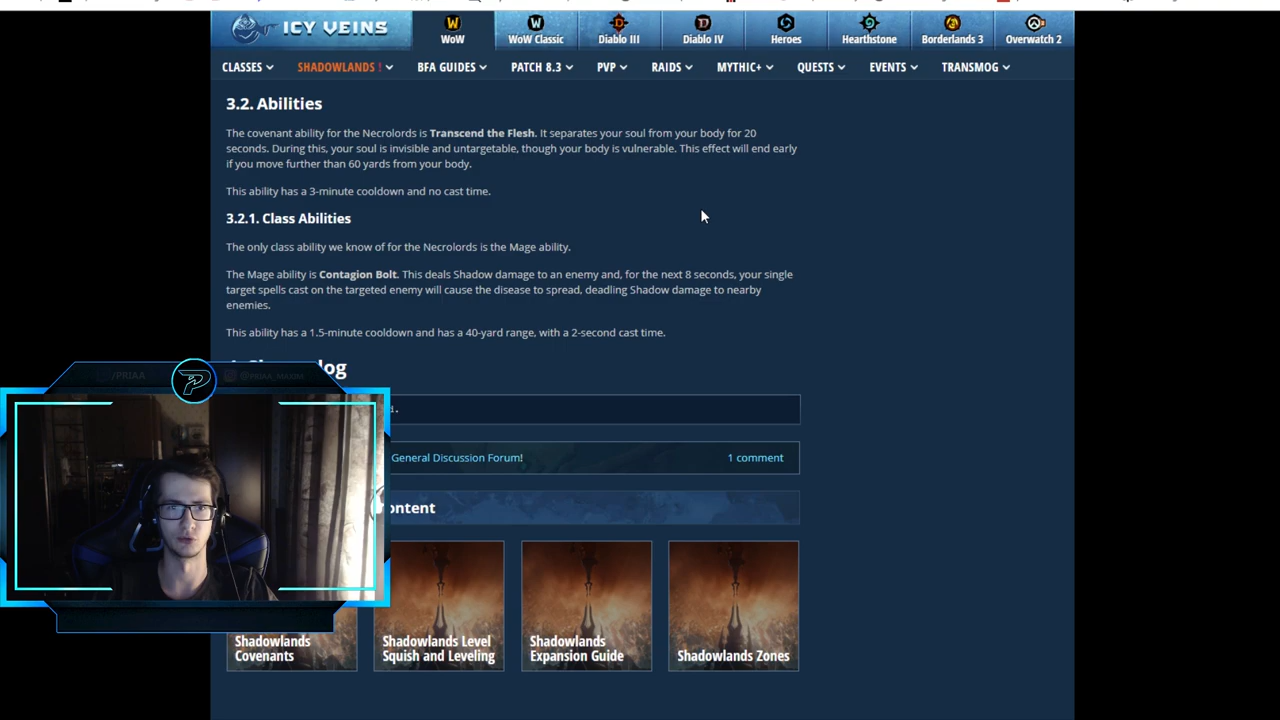 ICY VEINS
WoW
WoW Classic
Diablo III
Diablo IV
Heroes
Hearthstone
Borderlands 3
Overwatch 2
CLASSES
SHADOWLANDS !
BFA GUIDES
PATCH 8.3
PVP
RAIDS
MYTHIC+
QUESTS
EVENTS
TRANSMOG
3.2. Abilities
The covenant ability for the Necrolords is Transcend the Flesh. It separates your soul from your body for 20
seconds. During this, your soul is invisible and untargetable, though your body is vulnerable. This effect will end early
if you move further than 60 yards from your body.
This ability has a 3-minute cooldown and no cast time.
3.2.1. Class Abilities
The only class ability we know of for the Necrolords is the Mage ability.
The Mage ability is Contagion Bolt. This deals Shadow damage to an enemy and, for the next 8 seconds, your single
target spells cast on the targeted enemy will cause the disease to spread, deadling Shadow damage to nearby
enemies.
This ability has a 1.5-minute cooldown and has a 40-yard range, with a 2-second cast time.
/PRIAA
@PRIAA_MAXIM
General Discussion Forum!
1 comment
Shadowlands
Covenants
Shadowlands Level
Squish and Leveling
Shadowlands
Expansion Guide
Shadowlands Zones